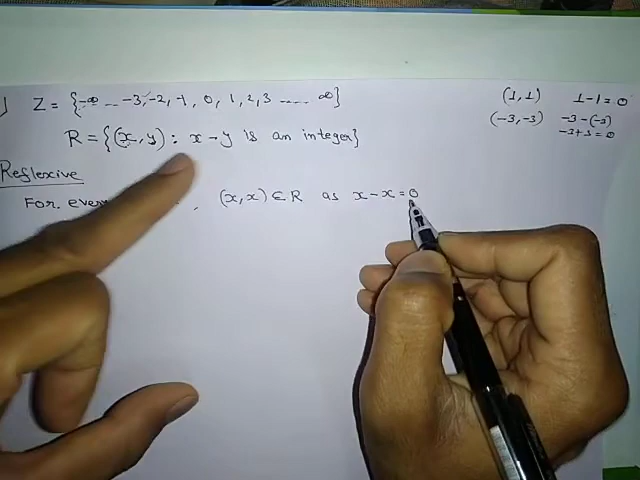 ) Z = {-∞ ... -3, -2, -1, 0, 1, 2, 3 .... ∞}
R = {(x, y) : x - y is an integer}
Reflexive
For every , (x, x) ∈ R as x - x = 0
(1, 1) 1 - 1 = 0
(-3, -3) -3 - (-3)
-3 + 3 = 0